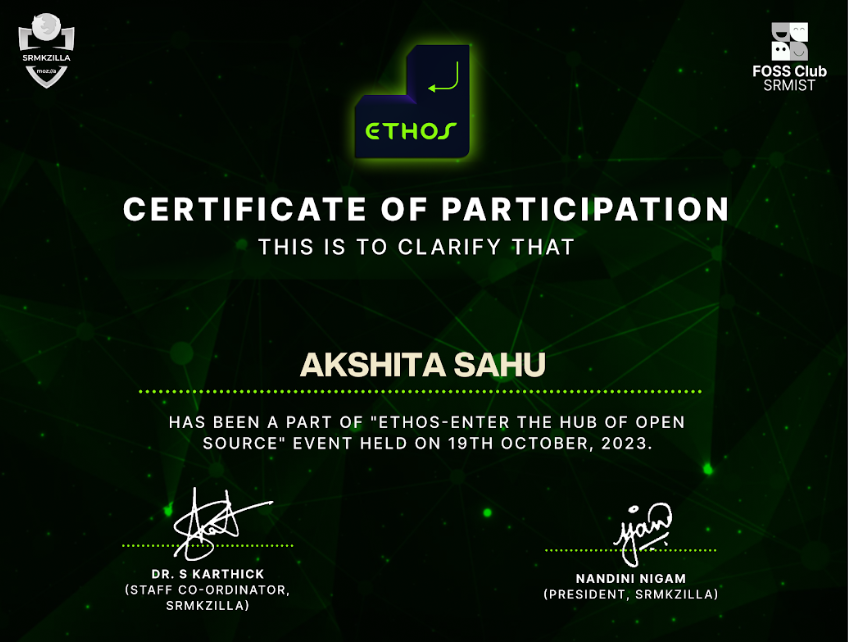 SRMKZILLA
mozilla
FOSS Club
SRMIST
ETHOS
CERTIFICATE OF PARTICIPATION
THIS IS TO CLARIFY THAT
AKSHITA SAHU
HAS BEEN A PART OF "ETHOS-ENTER THE HUB OF OPEN
SOURCE" EVENT HELD ON 19TH OCTOBER, 2023.
DR. S KARTHICK
(STAFF CO-ORDINATOR,
SRMKZILLA)
NANDINI NIGAM
(PRESIDENT, SRMKZILLA)